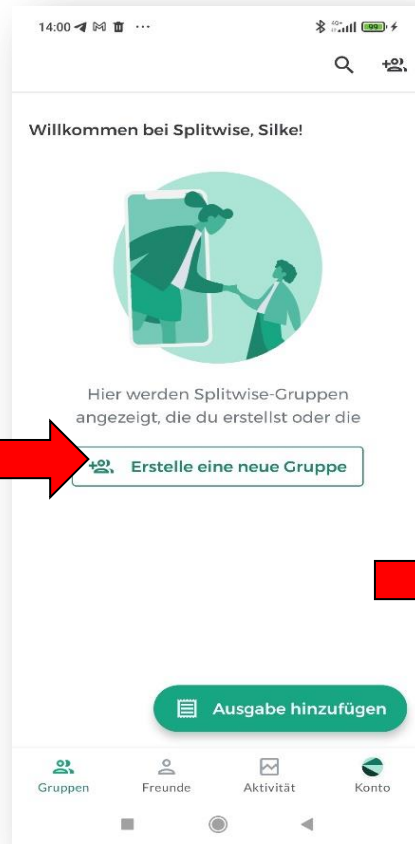 14:00
99
Willkommen bei Splitwise, Silke!
Hier werden Splitwise-Gruppen
angezeigt, die du erstellst oder die
Erstelle eine neue Gruppe
Ausgabe hinzufügen
Gruppen Freunde Aktivität Konto